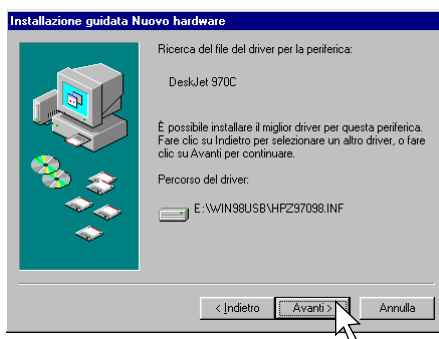 Installazione guidata Nuovo hardware
Ricerca del file del driver per la periferica:
DeskJet 970C
È possibile installare il miglior driver per questa periferica.
Fare clic su Indietro per selezionare un altro driver, o fare
clic su Avanti per continuare.
Percorso del driver:
E:\WIN98USB\HPZ97098.INF
< Indietro
Avanti >
Annulla